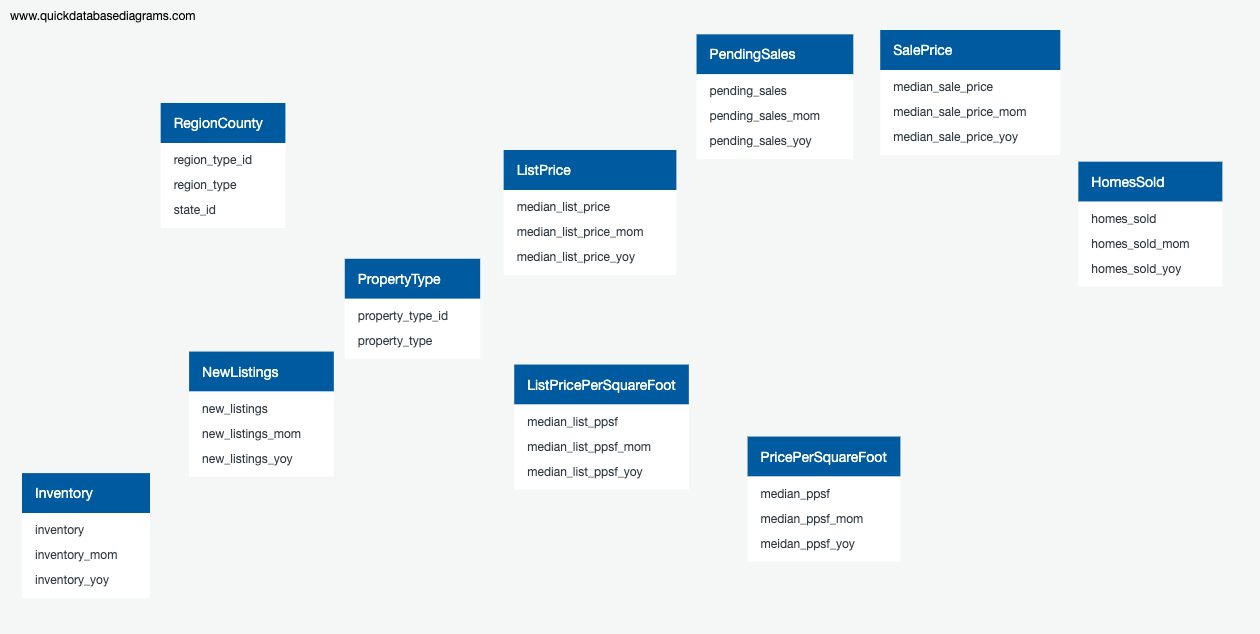 www.quickdatabasediagrams.com
RegionCounty
region_type_id
region_type
state_id
PendingSales
pending_sales
pending_sales_mom
pending_sales_yoy
SalePrice
median_sale_price
median_sale_price_mom
median_sale_price_yoy
ListPrice
median_list_price
median_list_price_mom
median_list_price_yoy
HomesSold
homes_sold
homes_sold_mom
homes_sold_yoy
PropertyType
property_type_id
property_type
NewListings
new_listings
new_listings_mom
new_listings_yoy
ListPricePerSquareFoot
median_list_ppsf
median_list_ppsf_mom
median_list_ppsf_yoy
PricePerSquareFoot
median_ppsf
median_ppsf_mom
meidan_ppsf_yoy
Inventory
inventory
inventory_mom
inventory_yoy